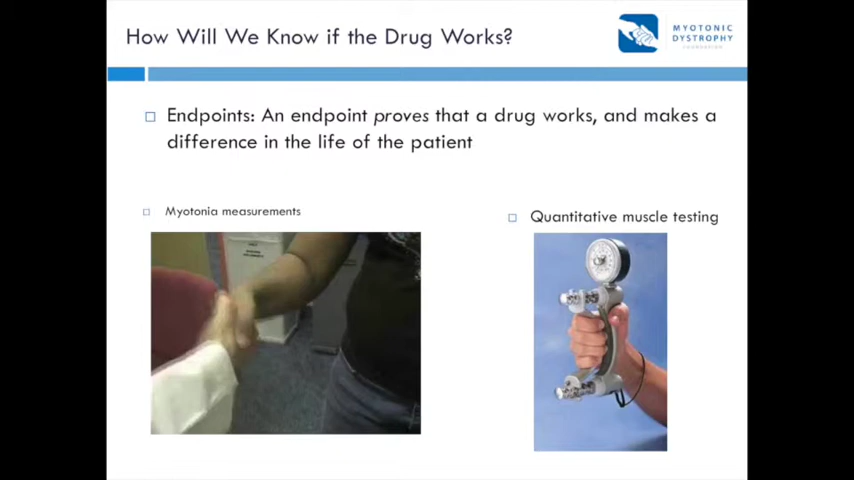 How Will We Know if the Drug Works?
MYOTONIC
DYSTROPHY
FOUNDATION
Endpoints: An endpoint proves that a drug works, and makes a
difference in the life of the patient
Myotonia measurements
Quantitative muscle testing